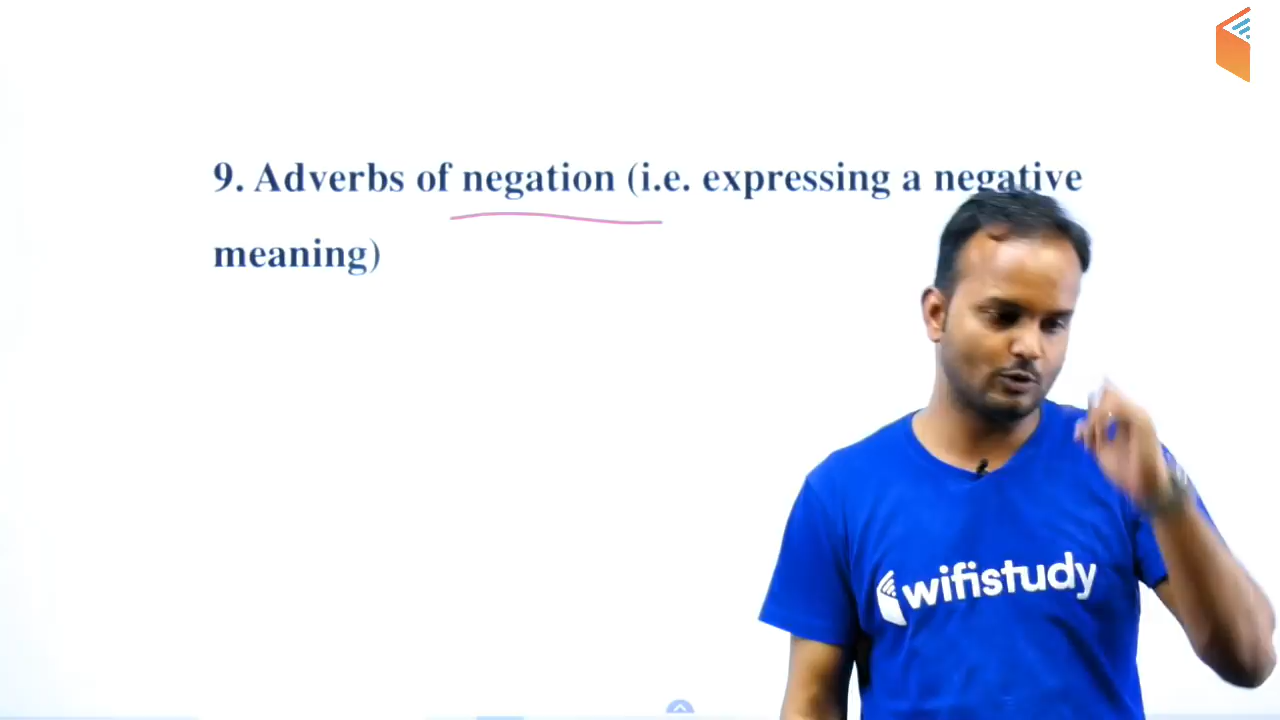 9. Adverbs of negation (i.e. expressing a negative
meaning)
wifistudy